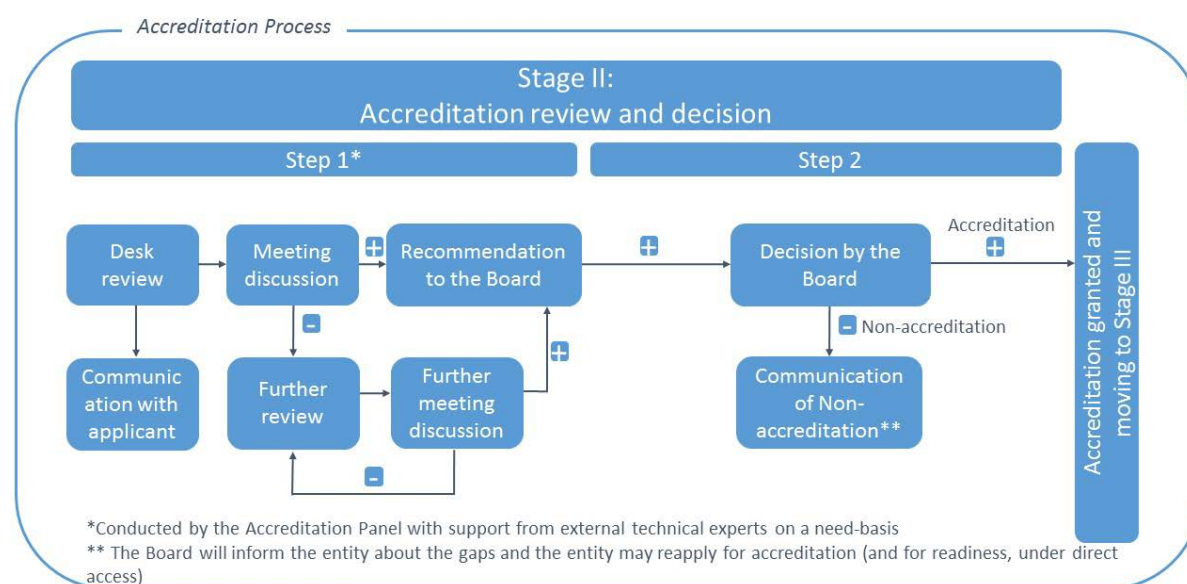 Accreditation Process
Stage II:
Accreditation review and decision
Step 1*
Step 2
Desk
review
Meeting
discussion
+
Recommendation
to the Board
+
Decision by the
Board
Accreditation
+
Accreditation granted and
moving to Stage III
-
- Non-accreditation
+
Communic
ation with
applicant
Further
review
Further
meeting
discussion
Communication
of Non-
accreditation**
-
*Conducted by the Accreditation Panel with support from external technical experts on a need-basis
** The Board will inform the entity about the gaps and the entity may reapply for accreditation (and for readiness, under direct
access)